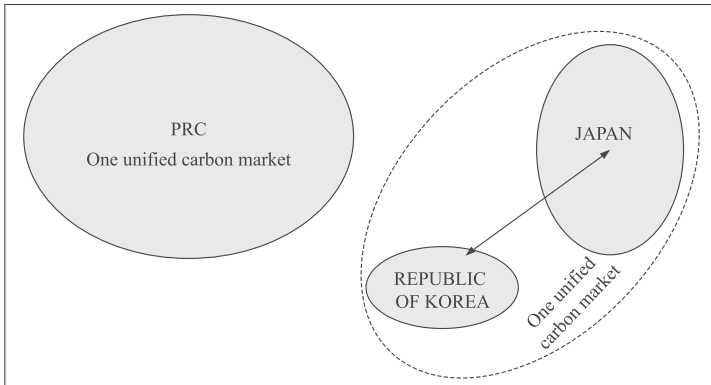 PRC
One unified carbon market
JAPAN
REPUBLIC
OF KOREA
One unified
carbon market